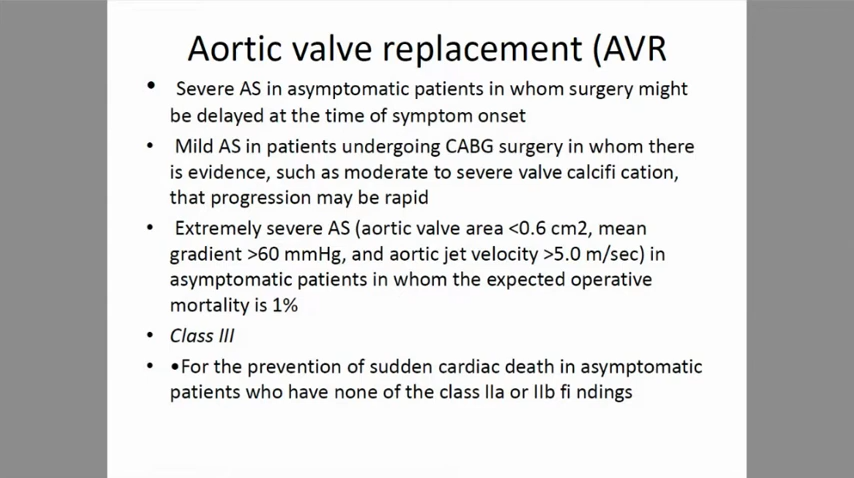 Aortic valve replacement (AVR
• Severe AS in asymptomatic patients in whom surgery might
be delayed at the time of symptom onset
• Mild AS in patients undergoing CABG surgery in whom there
is evidence, such as moderate to severe valve calcifi cation,
that progression may be rapid
• Extremely severe AS (aortic valve area <0.6 cm2, mean
gradient >60 mmHg, and aortic jet velocity >5.0 m/sec) in
asymptomatic patients in whom the expected operative
mortality is 1%
• Class III
• •For the prevention of sudden cardiac death in asymptomatic
patients who have none of the class IIa or IIb fi ndings